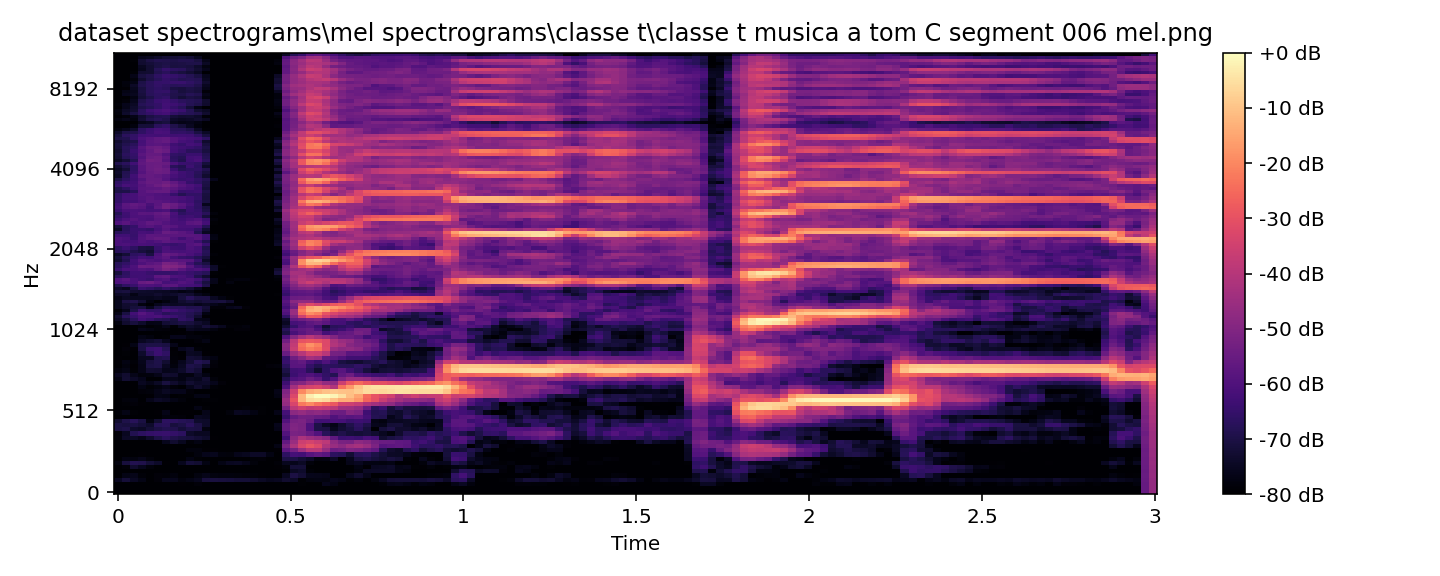 dataset spectrograms\mel spectrograms\classe t\classe t musica a tom C segment 006 mel.png
8192
4096
2048
1024
512
0
Hz
0
0.5
1
1.5
2
2.5
3
Time
+0 dB
-10 dB
-20 dB
-30 dB
-40 dB
-50 dB
-60 dB
-70 dB
-80 dB